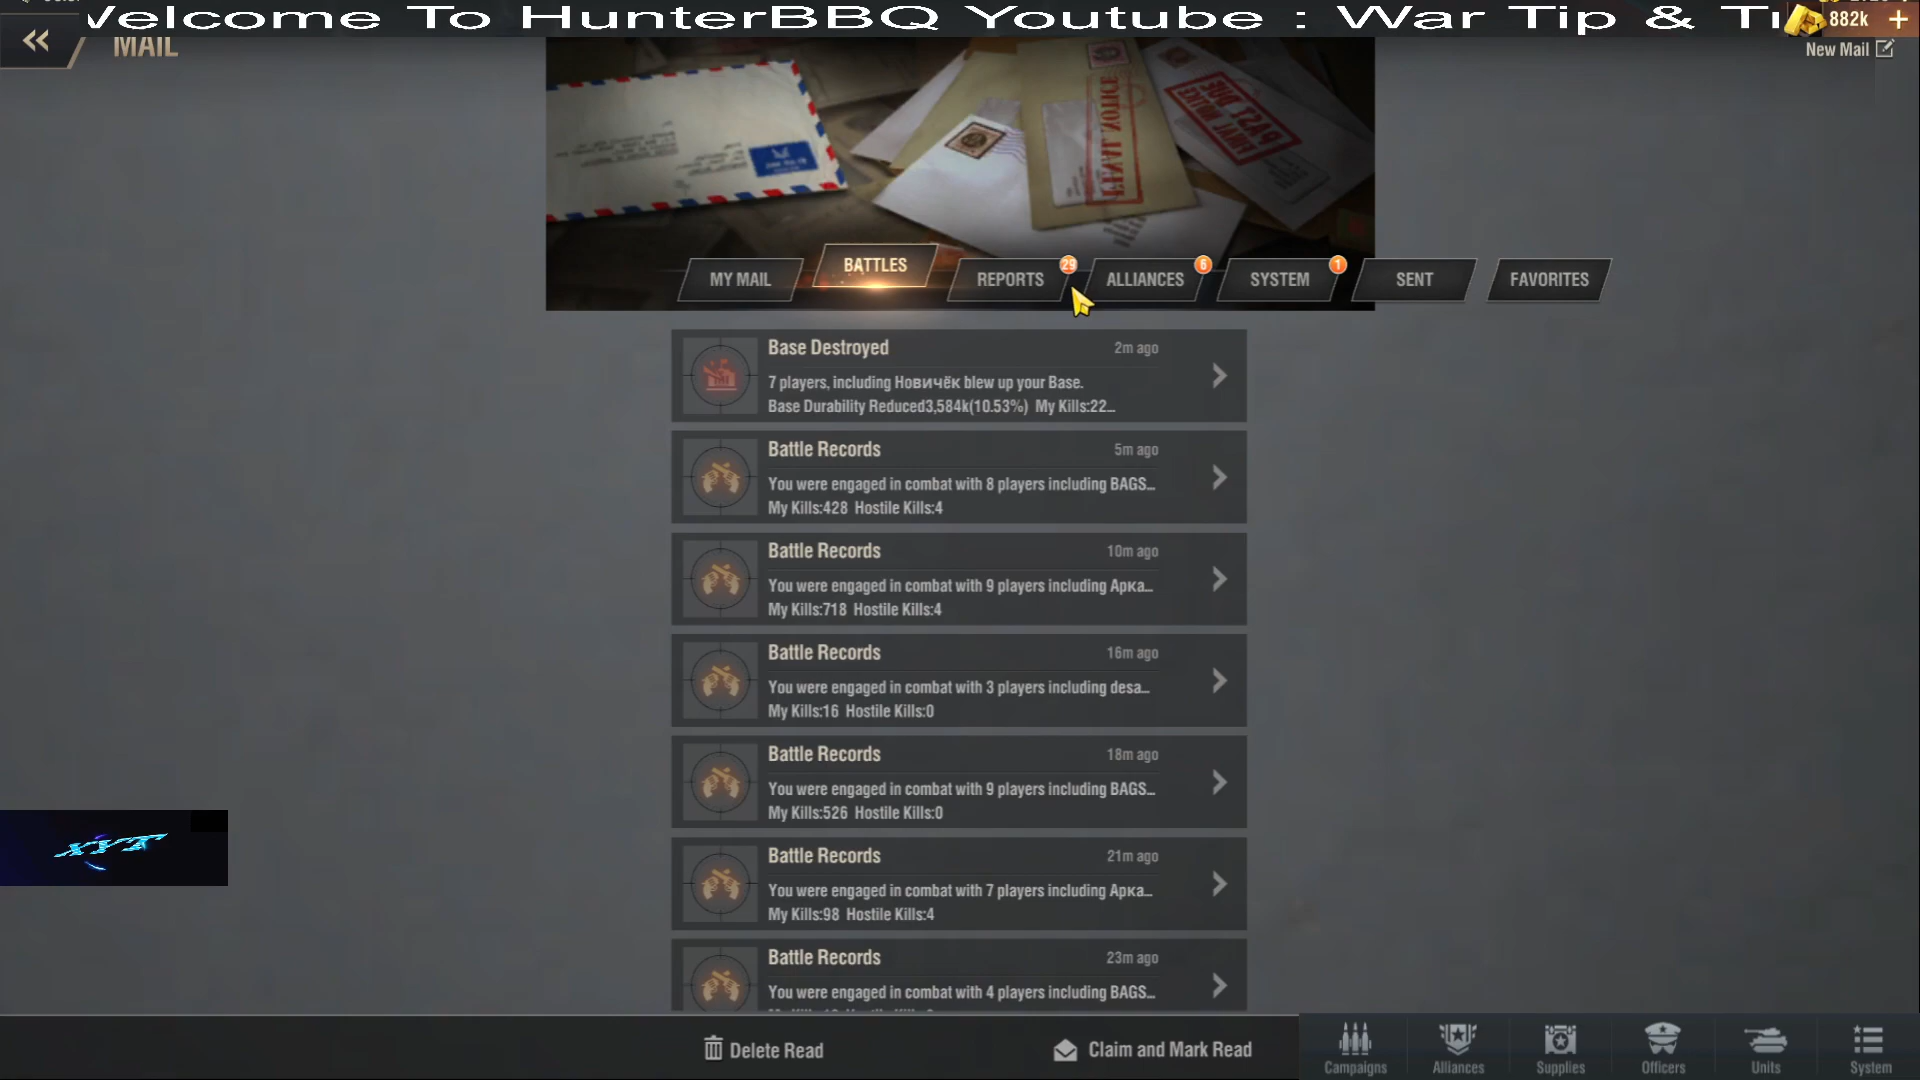 Welcome To HunterBBQ Youtube : War Tip &
882k
MAIL
New Mail
MY MAIL
BATTLES
REPORTS
29
ALLIANCES
6
SYSTEM
1
SENT
FAVORITES
Base Destroyed
2m ago
7 players, including Новичёк blew up your Base.
Base Durability Reduced3,584k(10.53%) My Kills:22...
Battle Records
5m ago
You were engaged in combat with 8 players including BAGS...
My Kills:428 Hostile Kills:4
Battle Records
10m ago
You were engaged in combat with 9 players including Арка...
My Kills:718 Hostile Kills:4
Battle Records
16m ago
You were engaged in combat with 3 players including desa...
My Kills:16 Hostile Kills:0
Battle Records
18m ago
You were engaged in combat with 9 players including BAGS...
My Kills:526 Hostile Kills:0
Battle Records
21m ago
You were engaged in combat with 7 players including Арка...
My Kills:98 Hostile Kills:4
Battle Records
23m ago
You were engaged in combat with 4 players including BAGS...
XYT
Delete Read
Claim and Mark Read
Campaigns
Alliances
Supplies
Officers
Units
System